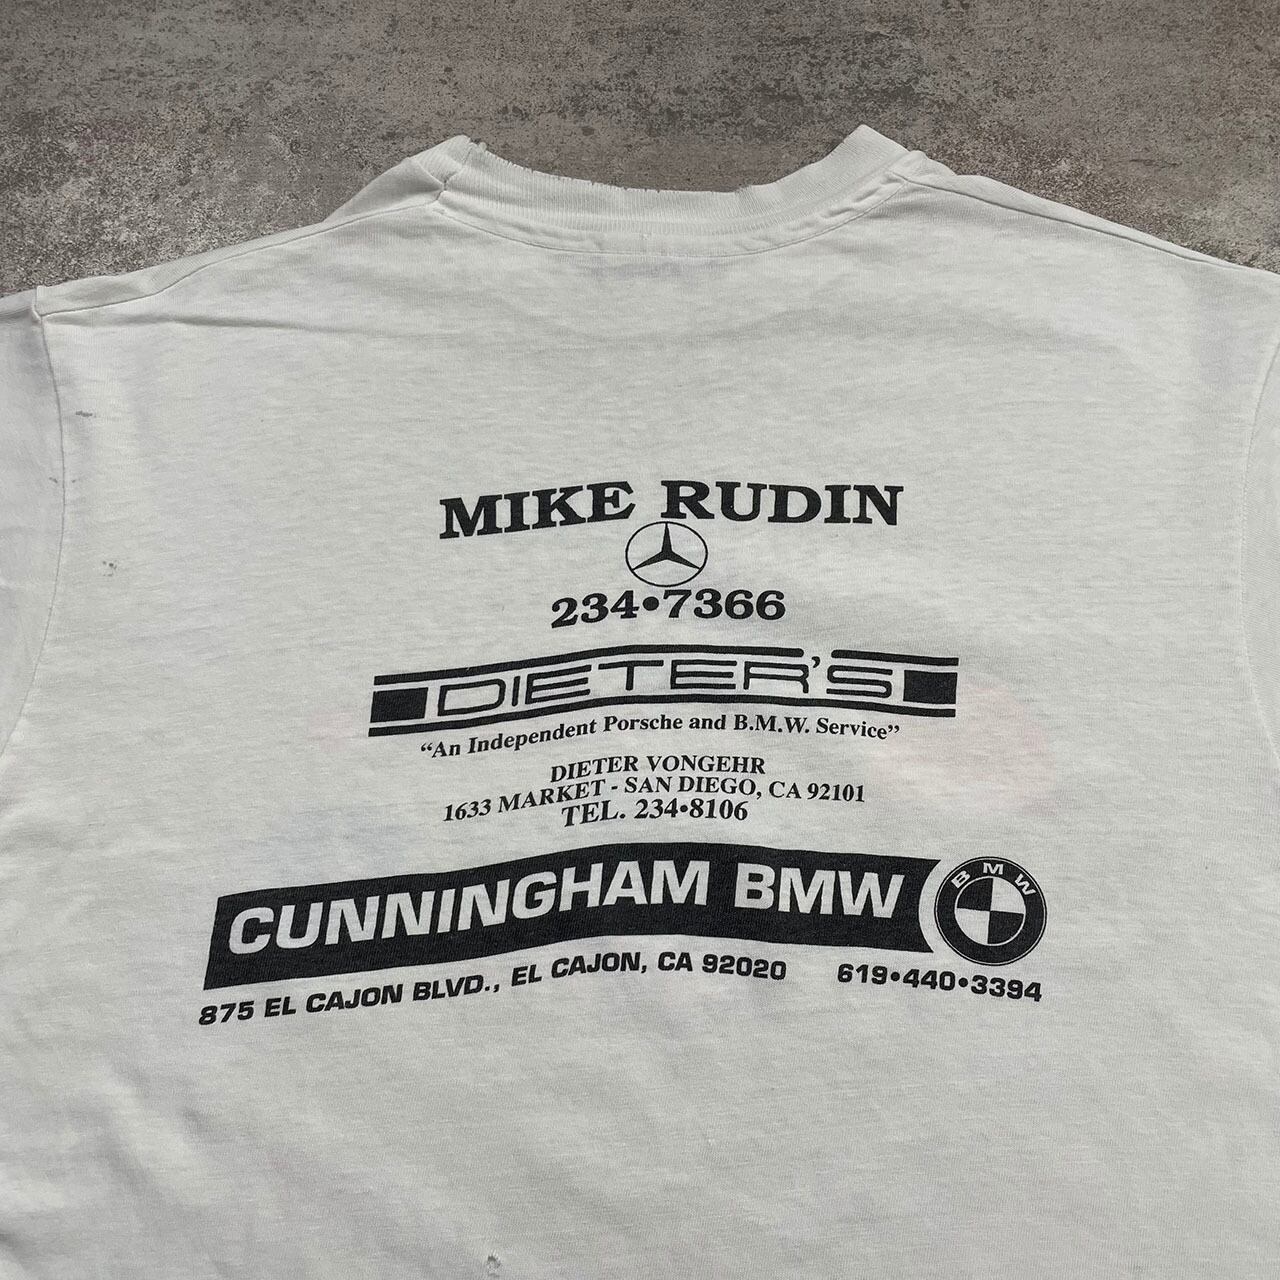 MIKE RUDIN
234•7366
DIETER'S
“An Independent Porsche and B.M.W. Service”
DIETER VONGEHR
1633 MARKET - SAN DIEGO, CA 92101
TEL. 234•8106
CUNNINGHAM BMW
BMW
875 EL CAJON BLVD., EL CAJON, CA 92020 619•440•3394